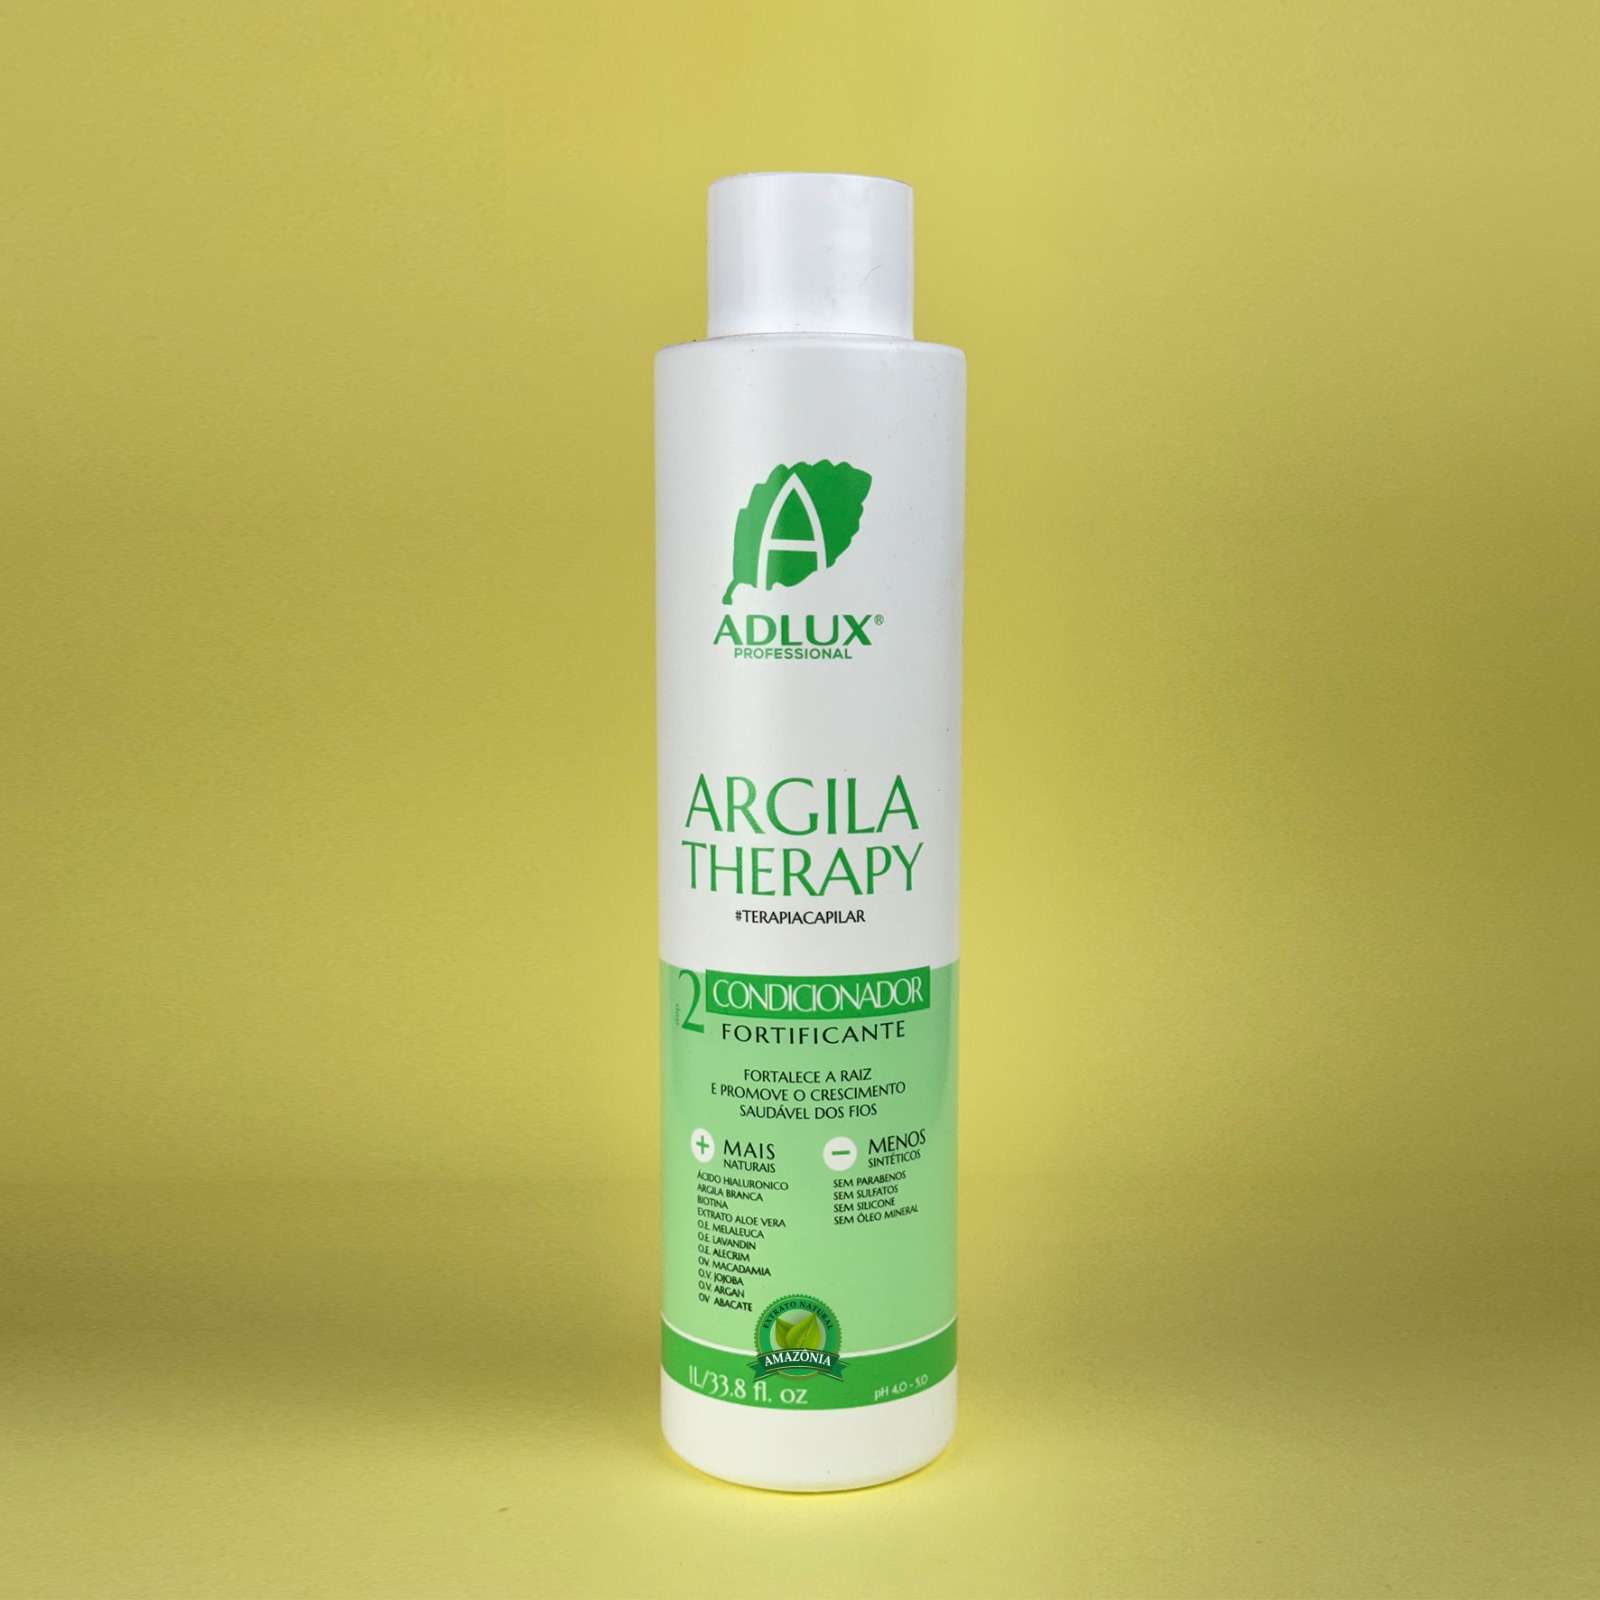 A
ADLUX®
PROFESSIONAL
ARGILA
THERAPY
#TERAPIACAPILAR
2
CONDICIONADOR
FORTIFICANTE
FORTALECE A RAIZ
E PROMOVE O CRESCIMENTO
SAUDÁVEL DOS FIOS
+ MAIS
NATURAIS
ÁCIDO HIALURONICO
ARGILA BRANCA
BIOTINA
EXTRATO ALOE VERA
O.E. MELALEUCA
O.E. LAVANDIN
O.E. ALECRIM
OV. MACADAMIA
O.V. JOJOBA
O.V. ARGAN
OV ABACATE
− MENOS
SINTÉTICOS
SEM PARABENOS
SEM SULFATOS
SEM SILICONE
SEM ÓLEO MINERAL
EXTRATO NATURAL
AMAZÔNIA
1L/33.8 fl. oz
pH 4.0 - 5.0